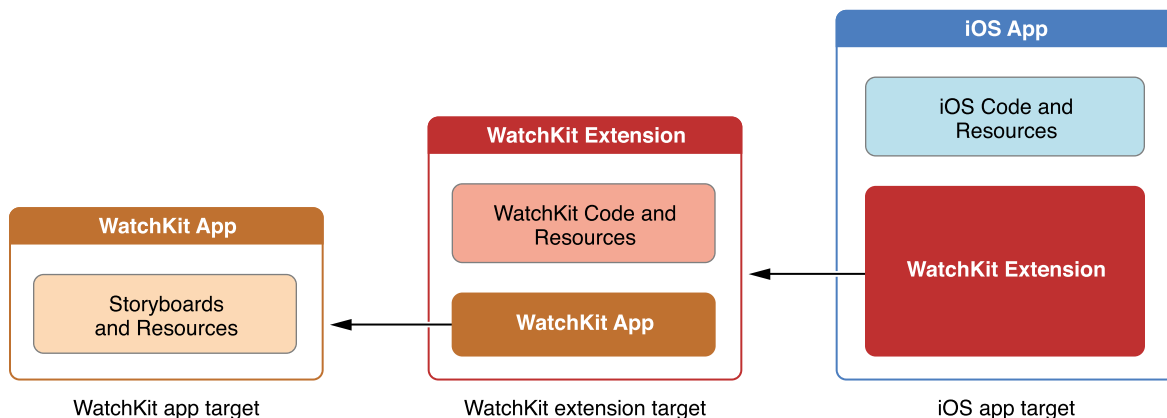 WatchKit App
Storyboards
and Resources
WatchKit app target
WatchKit Extension
WatchKit Code and
Resources
WatchKit App
WatchKit extension target
iOS App
iOS Code and
Resources
WatchKit Extension
iOS app target